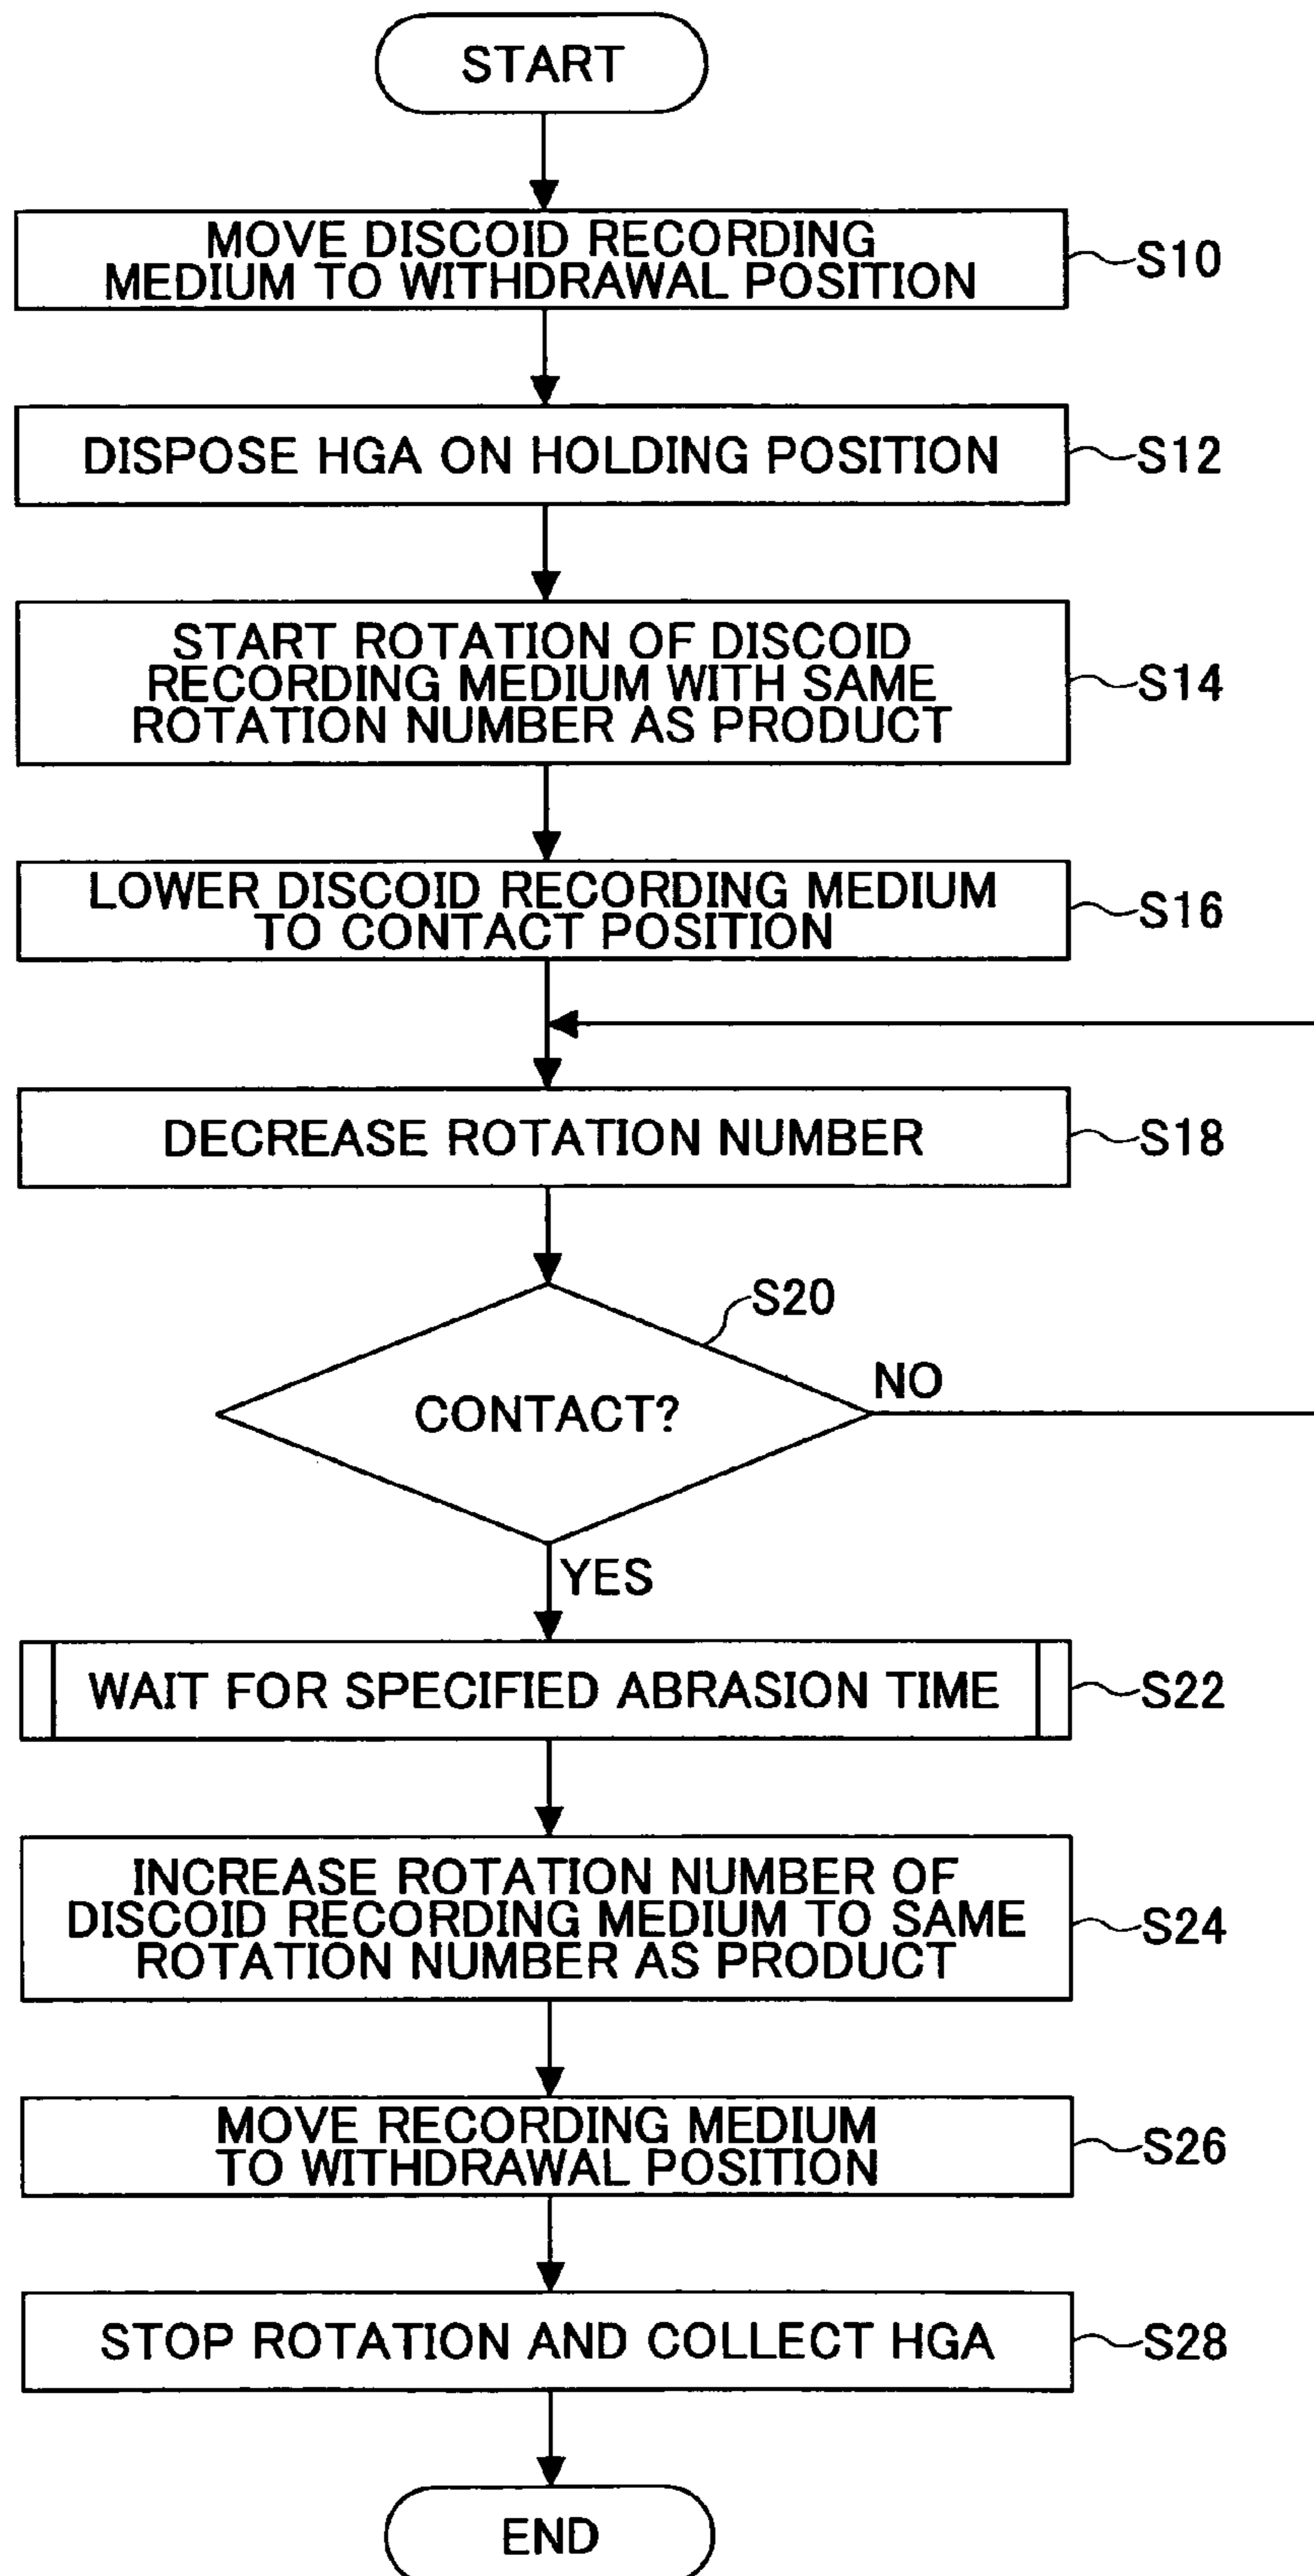 START
MOVE DISCOID RECORDING
MEDIUM TO WITHDRAWAL POSITION
S10
DISPOSE HGA ON HOLDING POSITION
S12
START ROTATION OF DISCOID
RECORDING MEDIUM WITH SAME
ROTATION NUMBER AS PRODUCT
S14
LOWER DISCOID RECORDING MEDIUM
TO CONTACT POSITION
S16
DECREASE ROTATION NUMBER
S18
S20
CONTACT?
NO
YES
WAIT FOR SPECIFIED ABRASION TIME
S22
INCREASE ROTATION NUMBER OF
DISCOID RECORDING MEDIUM TO SAME
ROTATION NUMBER AS PRODUCT
S24
MOVE RECORDING MEDIUM
TO WITHDRAWAL POSITION
S26
STOP ROTATION AND COLLECT HGA
S28
END